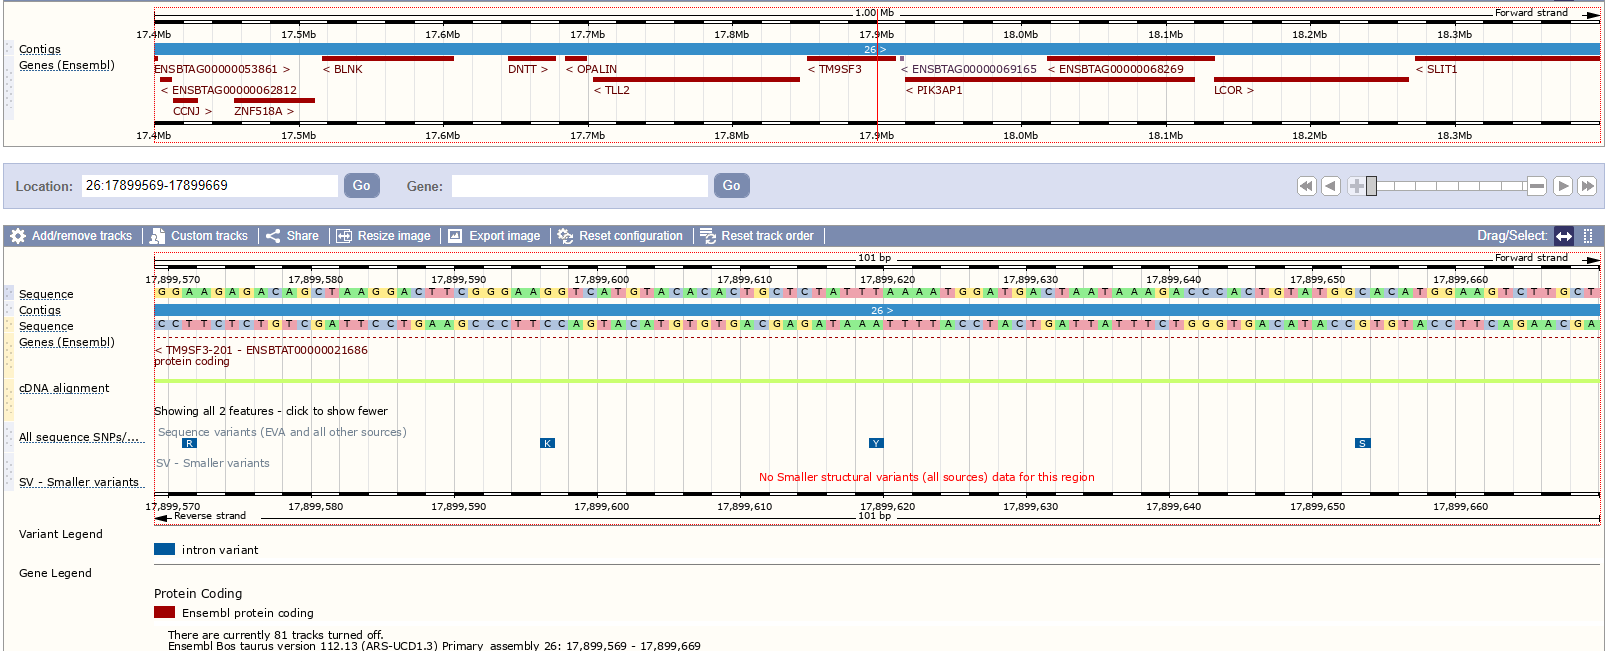 1.00 Mb Forward strand
17.4Mb 17.5Mb 17.6Mb 17.7Mb 17.8Mb 17.9Mb 18.0Mb 18.1Mb 18.2Mb 18.3Mb
Contigs 26 >
Genes (Ensembl)
ENSBTAG00000053861 > < BLNK DNTT > < OPALIN < TM9SF3 < ENSBTAG00000069165 < ENSBTAG00000068269 < SLIT1
< ENSBTAG00000062812 < TLL2 < PIK3AP1 LCOR >
CCNJ > ZNF518A >
17.4Mb 17.5Mb 17.6Mb 17.7Mb 17.8Mb 17.9Mb 18.0Mb 18.1Mb 18.2Mb 18.3Mb
Location: 26:17899569-17899669 Go Gene: Go
Add/remove tracks Custom tracks Share Resize image Export image Reset configuration Reset track order Drag/Select:
101 bp Forward strand
17,899,570 17,899,580 17,899,590 17,899,600 17,899,610 17,899,620 17,899,630 17,899,640 17,899,650 17,899,660
Sequence G G A A G A G A C A G C T A A G G A C T T C G G G A A G G T C A T G T A C A C A C T G C T C T A T T T A A A A T G G A T G A C T A A T A A A G A C C C A C T G T A T G G C A C A T G G A A G T C T T G C T
Contigs 26 >
Sequence C C T T C T C T G T C G A T T C C T G A A G C C C T T C C A G T A C A T G T G T G A C G A G A T A A A T T T T A C C T A C T G A T T A T T T C T G G G T G A C A T A C C G T G T A C C T T C A G A A C G A
Genes (Ensembl)
< TM9SF3-201 - ENSBTAT00000021686
protein coding
cDNA alignment
Showing all 2 features - click to show fewer
Sequence variants (EVA and all other sources)
All sequence SNPs/... R K Y S
SV - Smaller variants
No Smaller structural variants (all sources) data for this region
SV - Smaller variants
17,899,570 17,899,580 17,899,590 17,899,600 17,899,610 17,899,620 17,899,630 17,899,640 17,899,650 17,899,660
Reverse strand 101 bp
Variant Legend
intron variant
Gene Legend
Protein Coding
Ensembl protein coding
There are currently 81 tracks turned off.
Ensembl Bos taurus version 112.13 (ARS-UCD1.3) Primary_assembly 26: 17,899,569 - 17,899,669